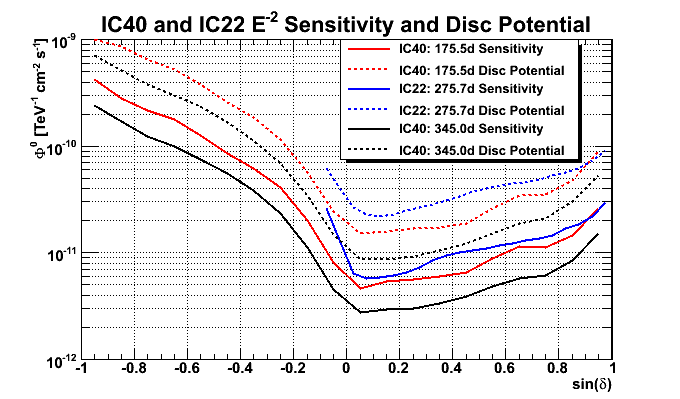 IC40 and IC22 E-2 Sensitivity and Disc Potential
Φ0 [TeV-1 cm-2 s-1]
10-9
10-10
10-11
10-12
IC40: 175.5d Sensitivity
IC40: 175.5d Disc Potential
IC22: 275.7d Sensitivity
IC22: 275.7d Disc Potential
IC40: 345.0d Sensitivity
IC40: 345.0d Disc Potential
-1 -0.8 -0.6 -0.4 -0.2 0 0.2 0.4 0.6 0.8 1
sin(δ)